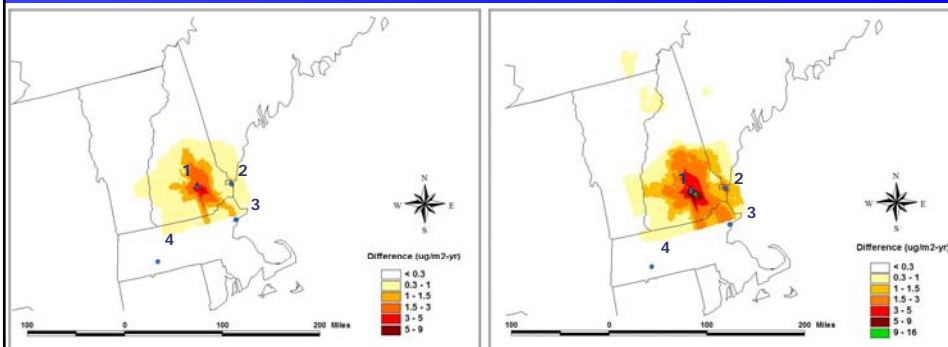 1
2
3
4
N
W E
S
Difference (ug/m2-yr)
< 0.3
0.3 - 1
1 - 1.5
1.5 - 3
3 - 5
5 - 9
100 0 100 200 Miles
1
2
3
4
N
W E
S
Difference (ug/m2-yr)
< 0.3
0.3 - 1
1 - 1.5
1.5 - 3
3 - 5
5 - 9
9 - 16
100 0 100 200 Miles